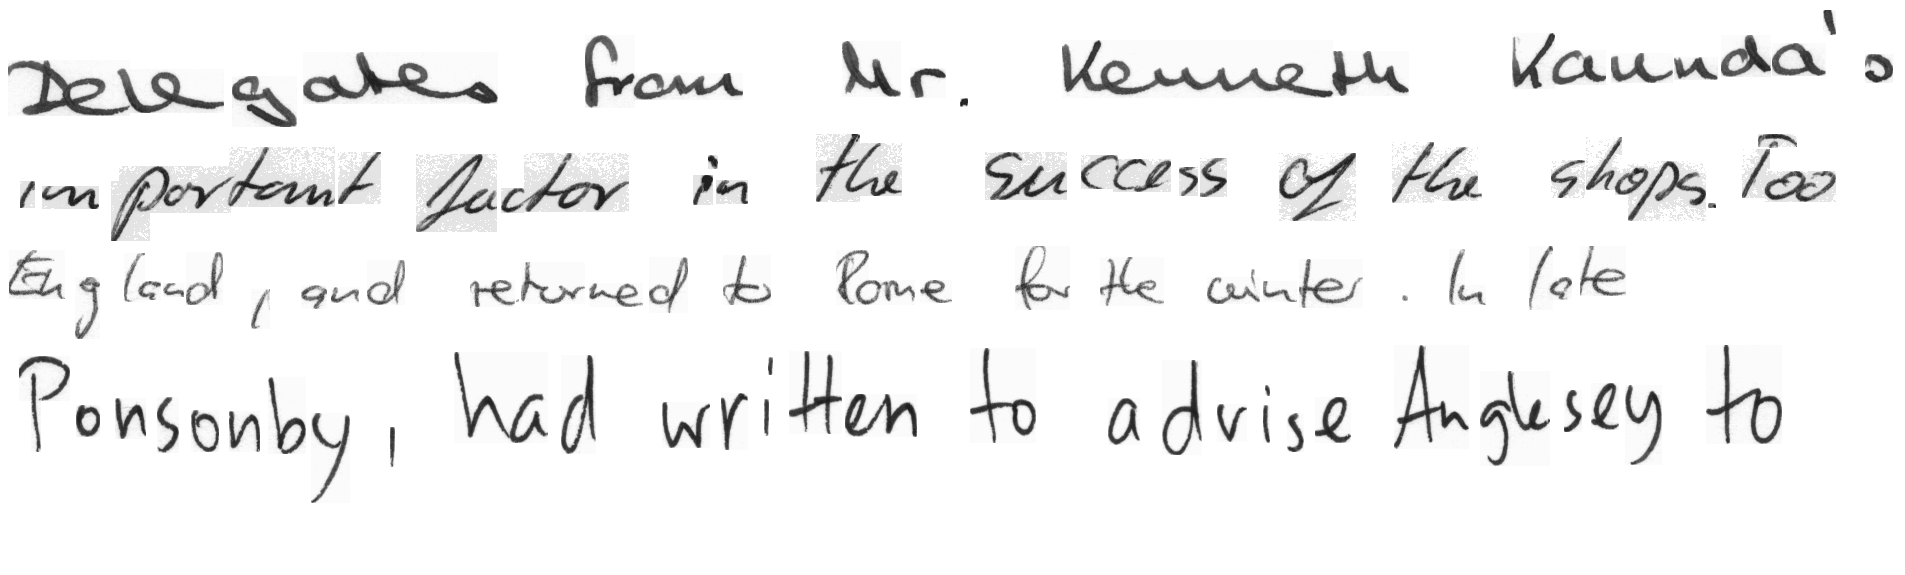 Delegates from Mr. Kenneth Kaunda's
important factor in the success of the shops. Too
England, and returned to Rome for the winter. In late
Ponsonby, had written to advise Anglesey to